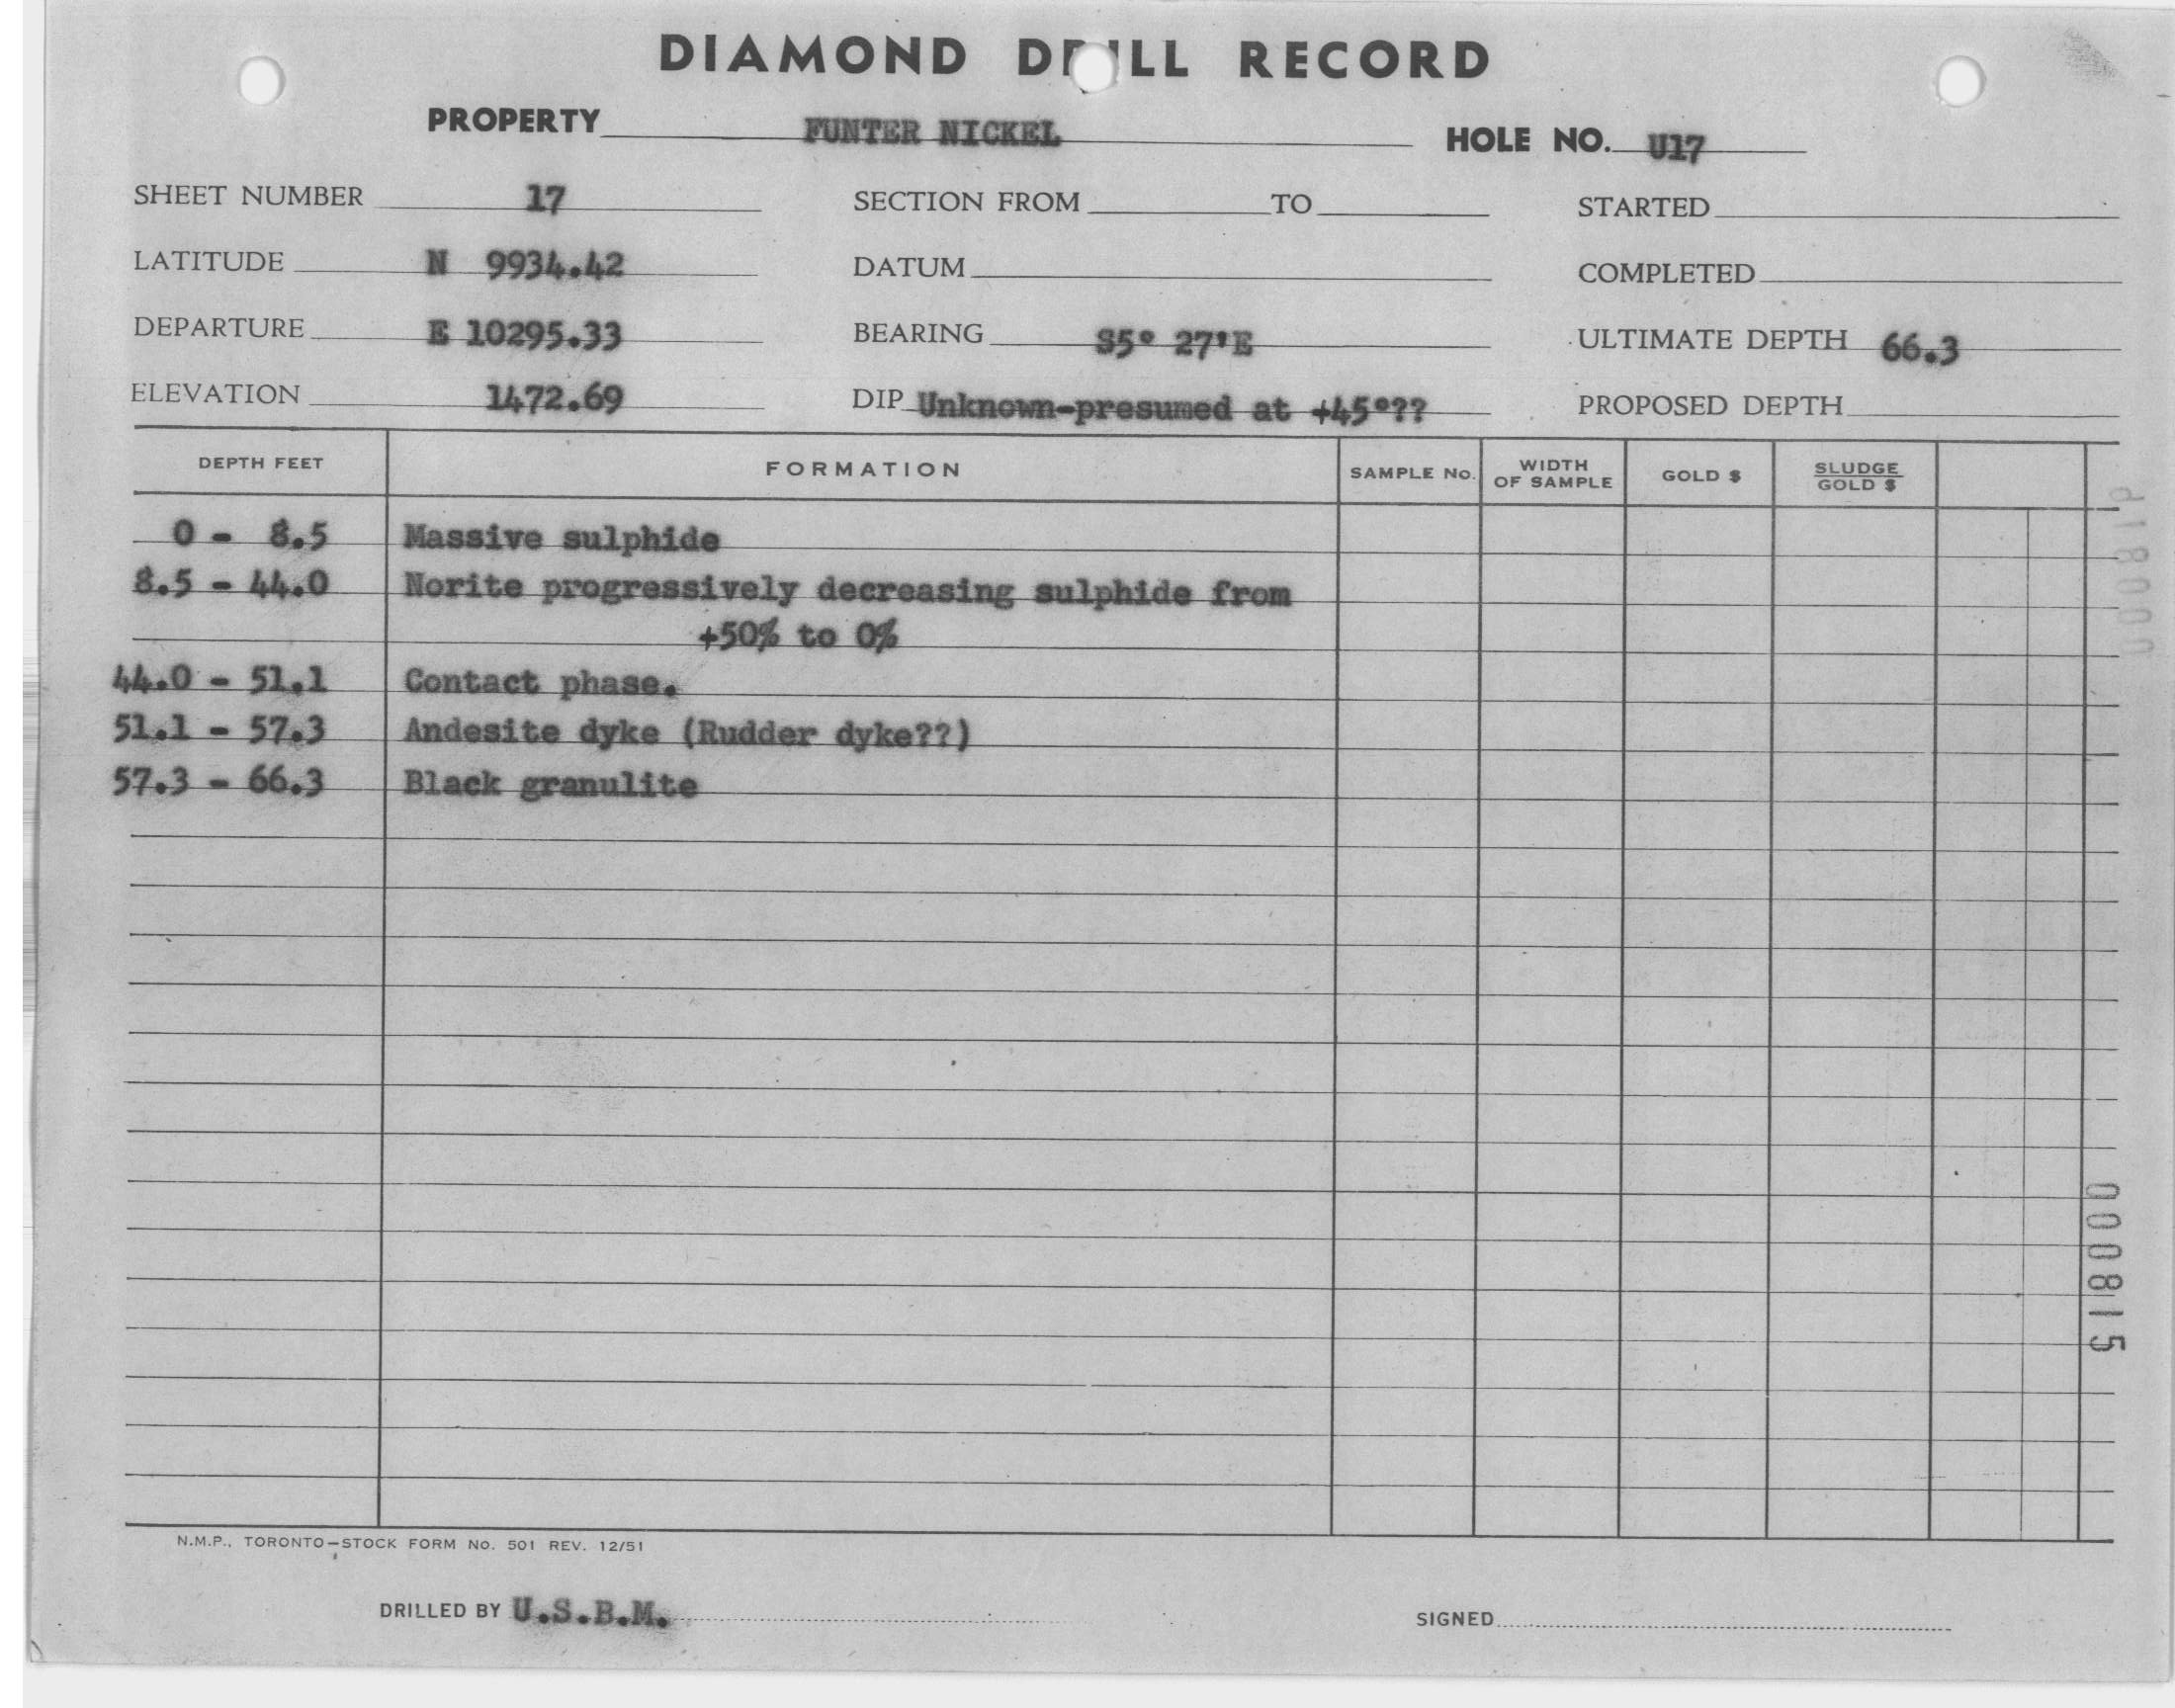 DIAMOND DRILL RECORD
PROPERTY FUNTER NICKEL HOLE NO. U17
SHEET NUMBER 17 SECTION FROM TO STARTED
LATITUDE N 9934.42 DATUM COMPLETED
DEPARTURE E 10295.33 BEARING S5° 27'E ULTIMATE DEPTH 66.3
ELEVATION 1472.69 DIP Unknown-presumed at +45°?? PROPOSED DEPTH
DEPTH FEET FORMATION SAMPLE No. WIDTH OF SAMPLE GOLD $ SLUDGE GOLD $
0 - 8.5 Massive sulphide
8.5 - 44.0 Norite progressively decreasing sulphide from
+50% to 0%
44.0 - 51.1 Contact phase.
51.1 - 57.3 Andesite dyke (Rudder dyke??)
57.3 - 66.3 Black granulite
000815
N.M.P., TORONTO—STOCK FORM No. 501 REV. 12/51
DRILLED BY U.S.B.M. SIGNED